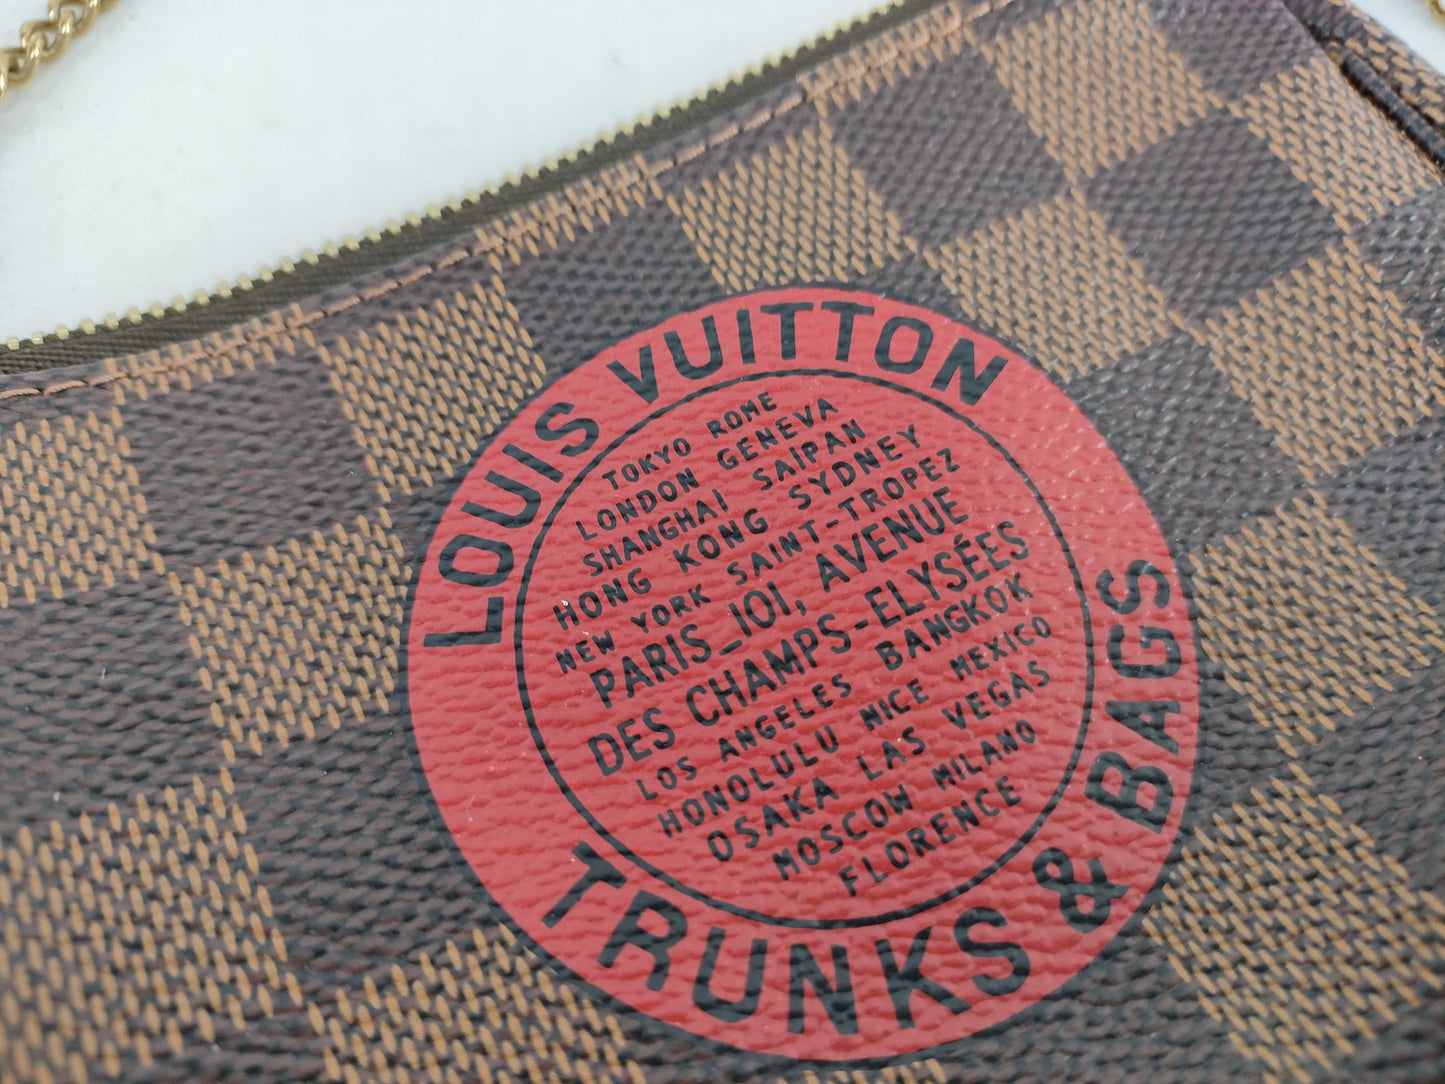 LOUIS VUITTON
TOKYO ROME
LONDON GENEVA
SHANGHAI SAIPAN
HONG KONG SYDNEY
NEW YORK SAINT-TROPEZ
PARIS_101, AVENUE
DES CHAMPS-ELYSÉES
LOS ANGELES BANGKOK
HONOLULU NICE MEXICO
OSAKA LAS VEGAS
MOSCOW MILANO
FLORENCE
TRUNKS & BAGS